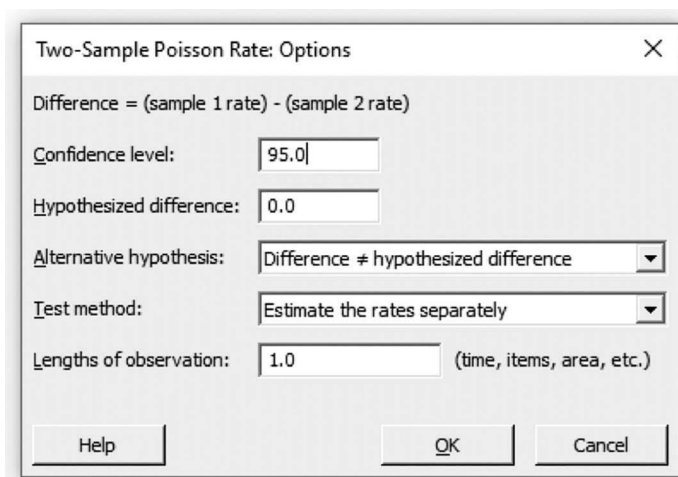 Two-Sample Poisson Rate: Options
Difference = (sample 1 rate) - (sample 2 rate)
Confidence level: 95.0
Hypothesized difference: 0.0
Alternative hypothesis: Difference ≠ hypothesized difference
Test method: Estimate the rates separately
Lengths of observation: 1.0 (time, items, area, etc.)
Help OK Cancel